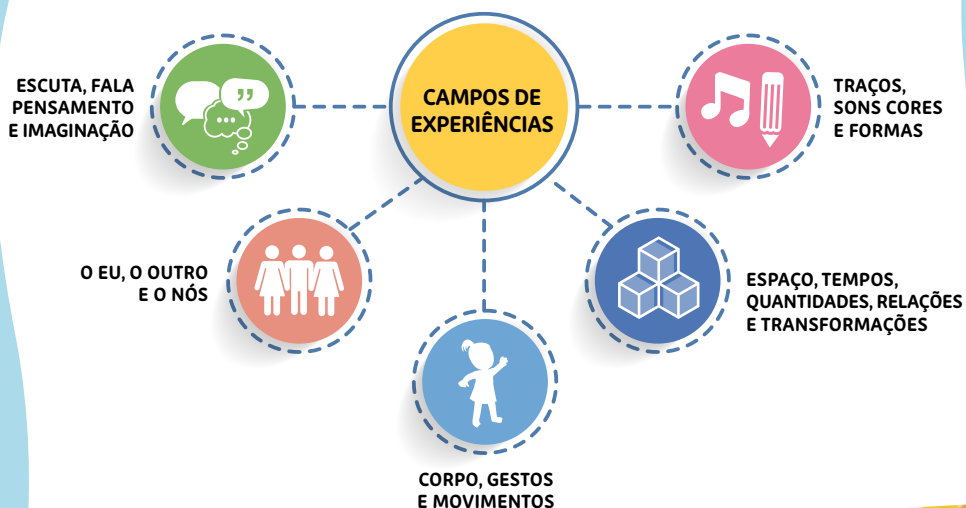 CAMPOS DE
EXPERIÊNCIAS
ESCUTA, FALA
PENSAMENTO
E IMAGINAÇÃO
TRAÇOS,
SONS CORES
E FORMAS
O EU, O OUTRO
E O NÓS
ESPAÇO, TEMPOS,
QUANTIDADES, RELAÇÕES
E TRANSFORMAÇÕES
CORPO, GESTOS
E MOVIMENTOS